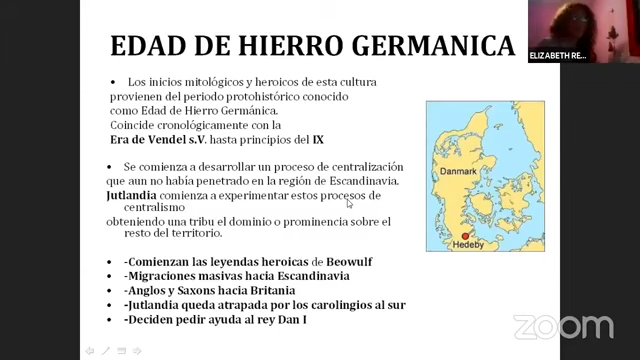 EDAD DE HIERRO GERMANICA
• Los inicios mitológicos y heroicos de esta cultura
provienen del periodo protohistórico conocido
como Edad de Hierro Germánica.
Coincide cronológicamente con la
Era de Vendel s.V. hasta principios del IX
• Se comienza a desarrollar un proceso de centralización
que aun no había penetrado en la región de Escandinavia.
Jutlandia comienza a experimentar estos procesos de
centralismo
obteniendo una tribu el dominio o prominencia sobre el
resto del territorio.
• -Comienzan las leyendas heroicas de Beowulf
• -Migraciones masivas hacia Escandinavia
• -Anglos y Saxons hacia Britania
• -Jutlandia queda atrapada por los carolingios al sur
• -Deciden pedir ayuda al rey Dan I
Danmark
Hedeby
ELIZABETH RE...
zoom